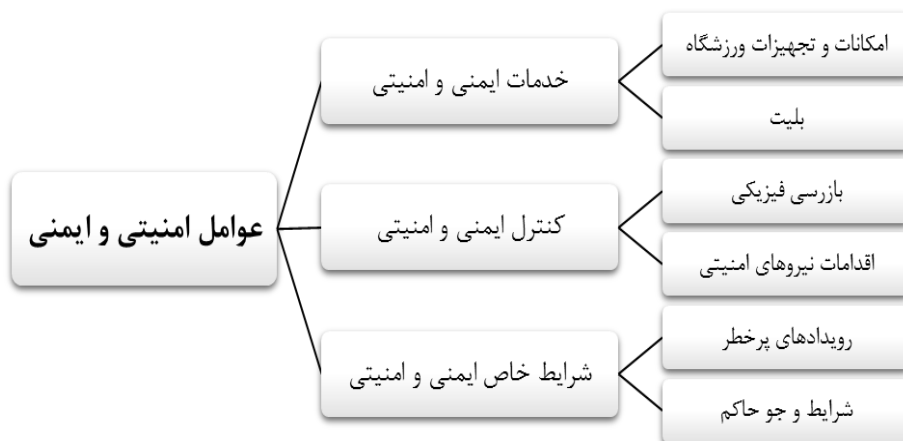 عوامل امنیتی و ایمنی
خدمات ایمنی و امنیتی
امکانات و تجهیزات ورزشگاه
بلیت
کنترل ایمنی و امنیتی
بازرسی فیزیکی
اقدامات نیروهای امنیتی
شرایط خاص ایمنی و امنیتی
رویدادهای پرخطر
شرایط و جو حاکم